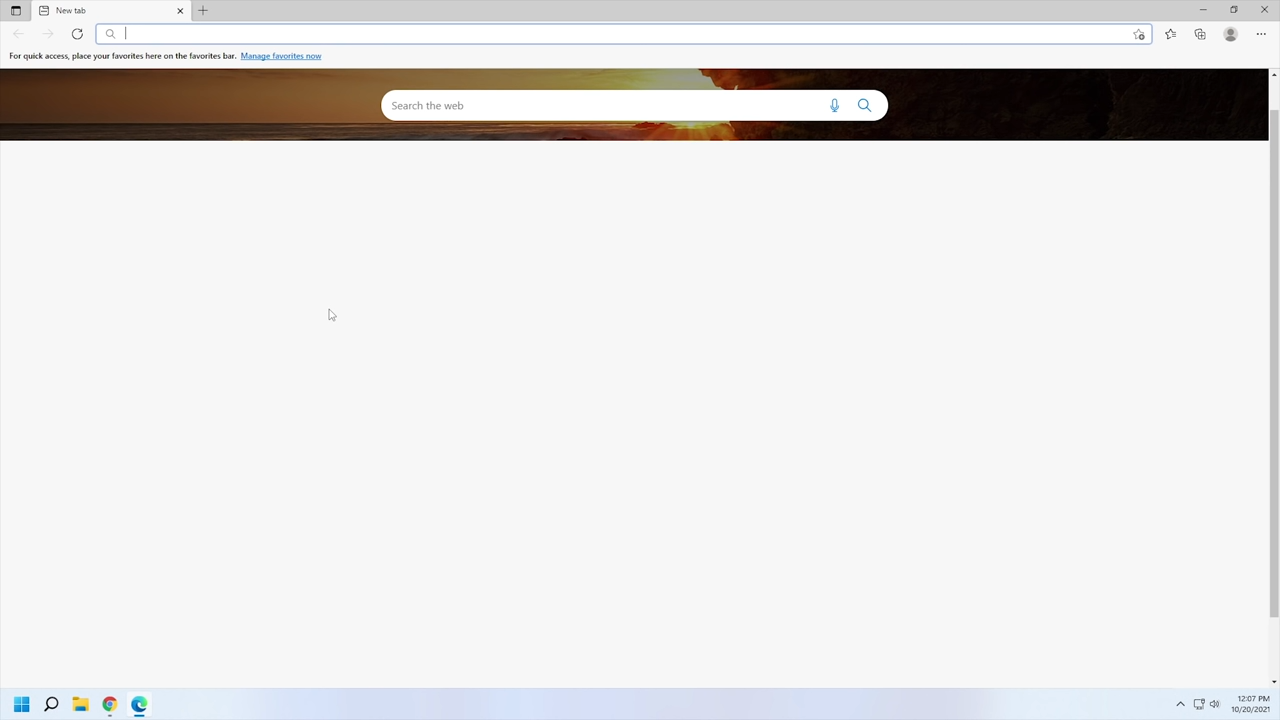 New tab
For quick access, place your favorites here on the favorites bar. Manage favorites now
Search the web
12:07 PM
10/20/2021